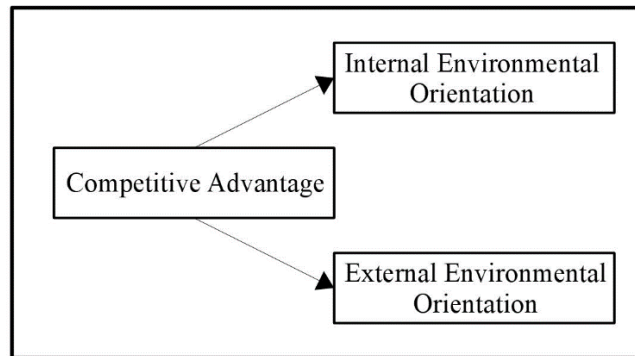 Internal Environmental
Orientation
Competitive Advantage
External Environmental
Orientation